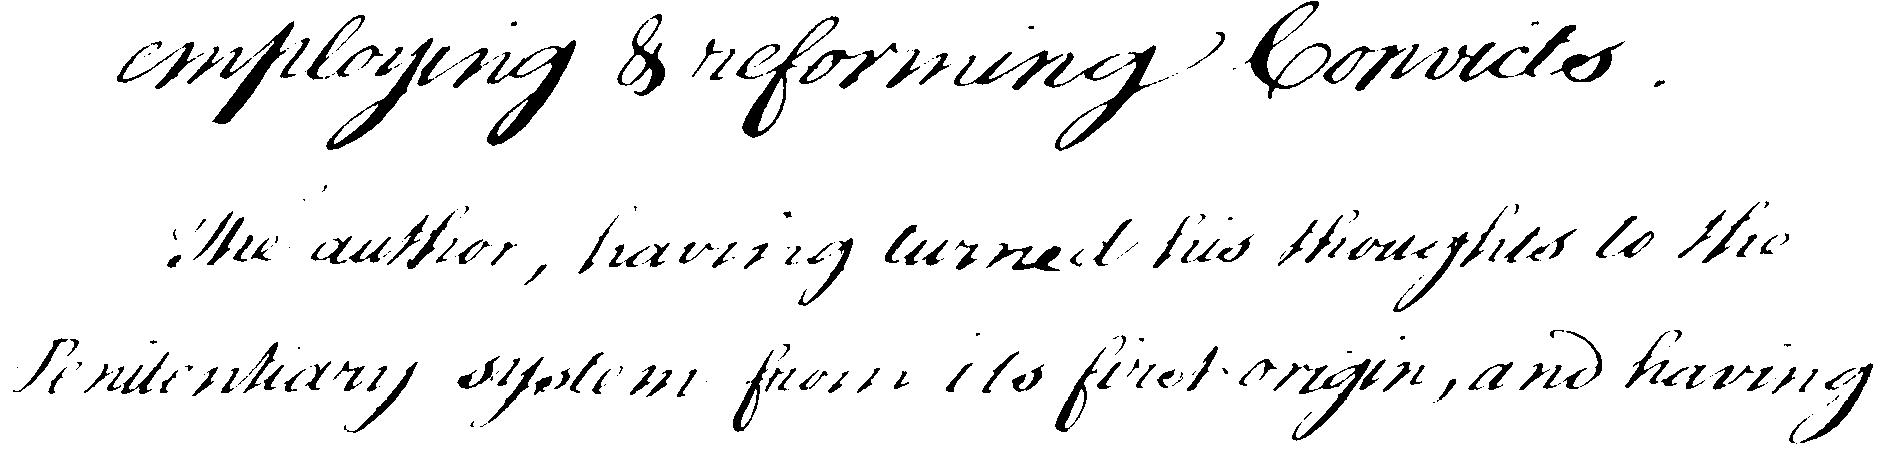 employing & reforming Convicts.
The author, having turned his thoughts to the
Penitentiary system from its first origin, and having